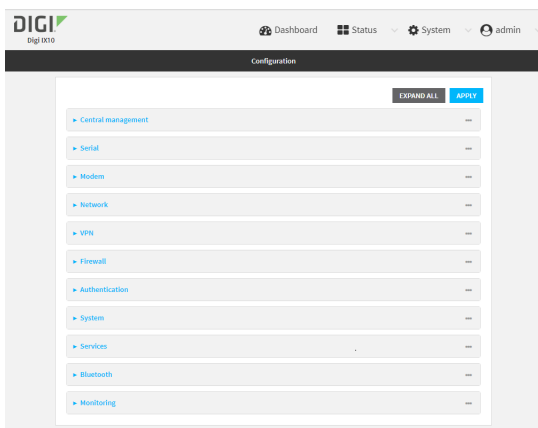 DIGI
Digi IX10
Dashboard Status System admin
Configuration
EXPAND ALL APPLY
Central management
Serial
Modem
Network
VPN
Firewall
Authentication
System
Services
Bluetooth
Monitoring